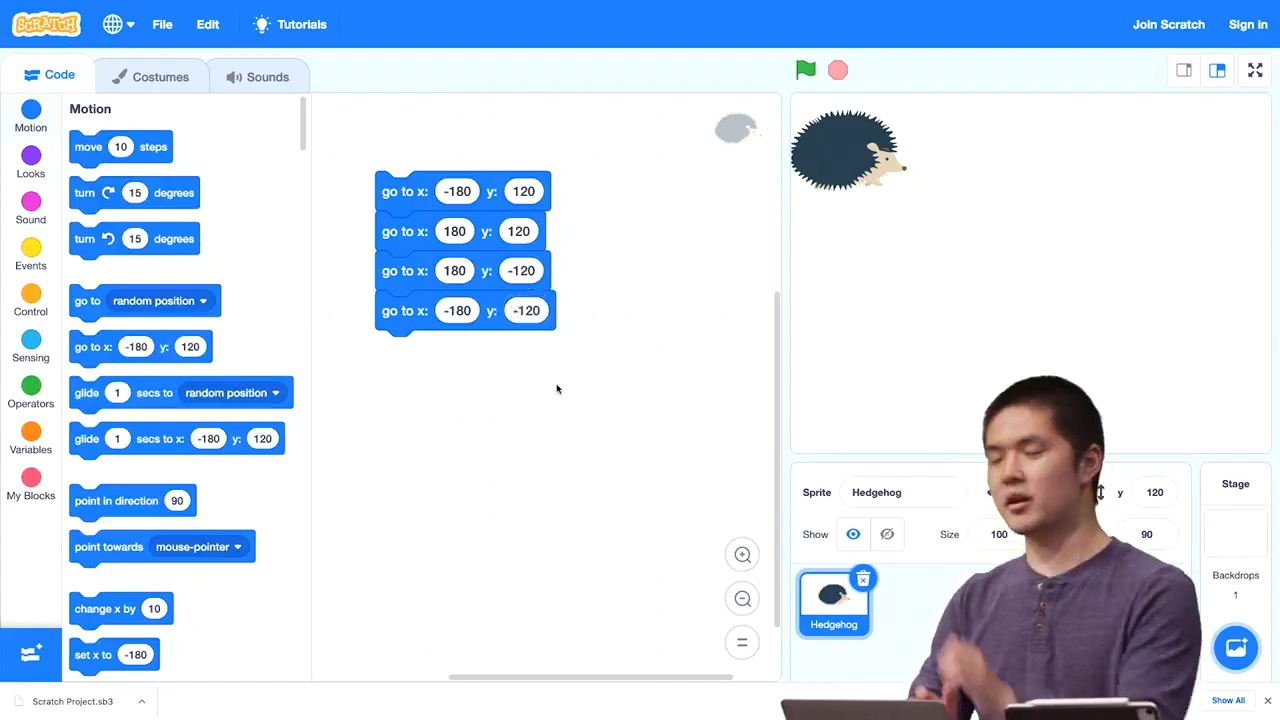 SCRATCH File Edit Tutorials Join Scratch Sign in
Code Costumes Sounds
Motion
Looks
Sound
Events
Control
Sensing
Operators
Variables
My Blocks
Motion
move 10 steps
turn 15 degrees
turn 15 degrees
go to random position
go to x: -180 y: 120
glide 1 secs to random position
glide 1 secs to x: -180 y: 120
point in direction 90
point towards mouse-pointer
change x by 10
set x to -180
go to x: -180 y: 120
go to x: 180 y: 120
go to x: 180 y: -120
go to x: -180 y: -120
Sprite Hedgehog y 120
Show Size 100 90
Hedgehog
Stage
Backdrops
1
Scratch Project.sb3 Show All